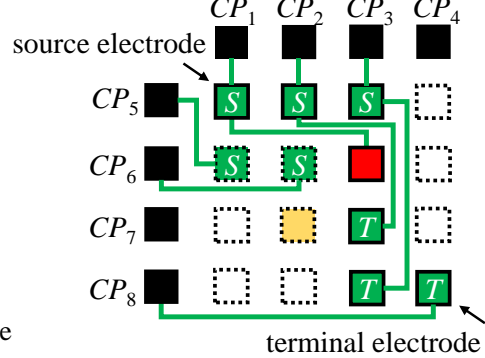 CP1 CP2 CP3 CP4
source electrode
CP5 S S S
CP6 S S
CP7 T
CP8 T T
e
terminal electrode